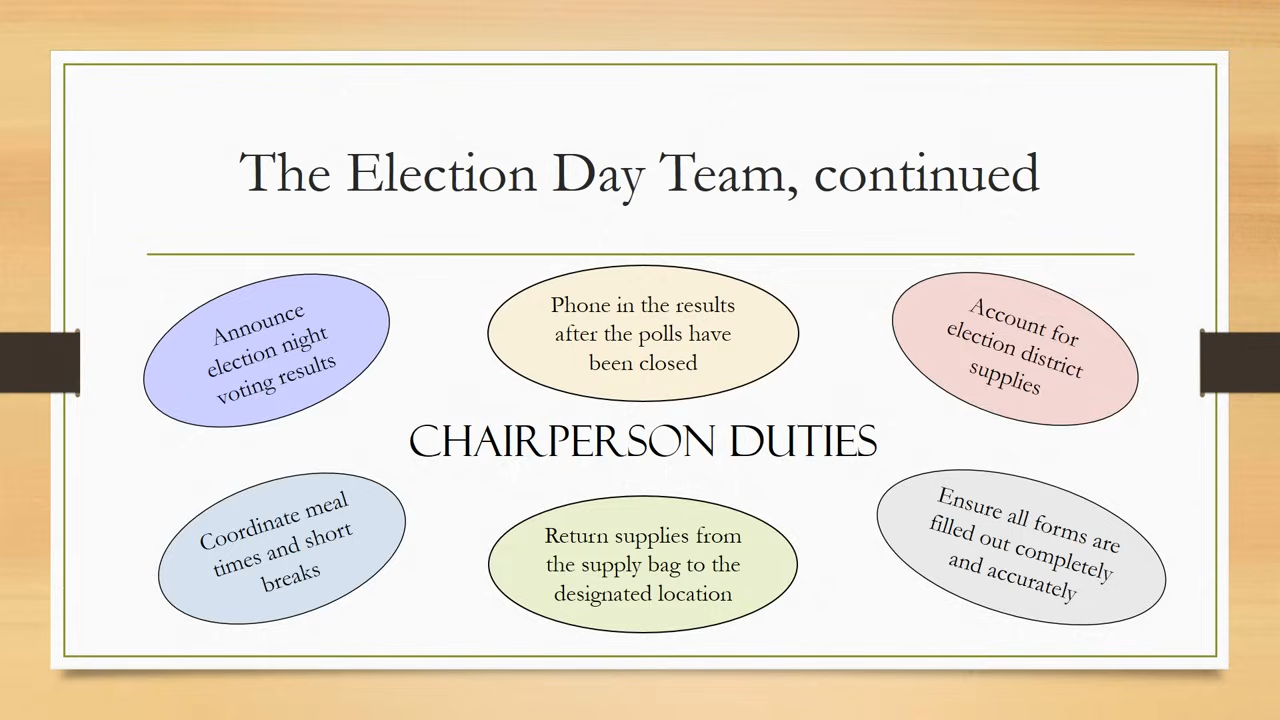 The Election Day Team, continued
Announce
election night
voting results
Phone in the results
after the polls have
been closed
Account for
election district
supplies
CHAIRPERSON DUTIES
Coordinate meal
times and short
breaks
Return supplies from
the supply bag to the
designated location
Ensure all forms are
filled out completely
and accurately